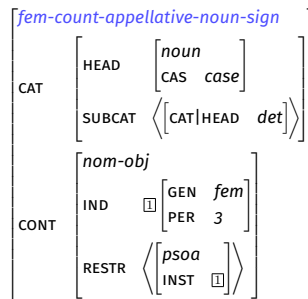 fem-count-appellative-noun-sign
CAT
HEAD
noun
CAS case
SUBCAT ⟨[CAT|HEAD det]⟩
CONT
nom-obj
IND 1
GEN fem
PER 3
RESTR
psoa
INST 1